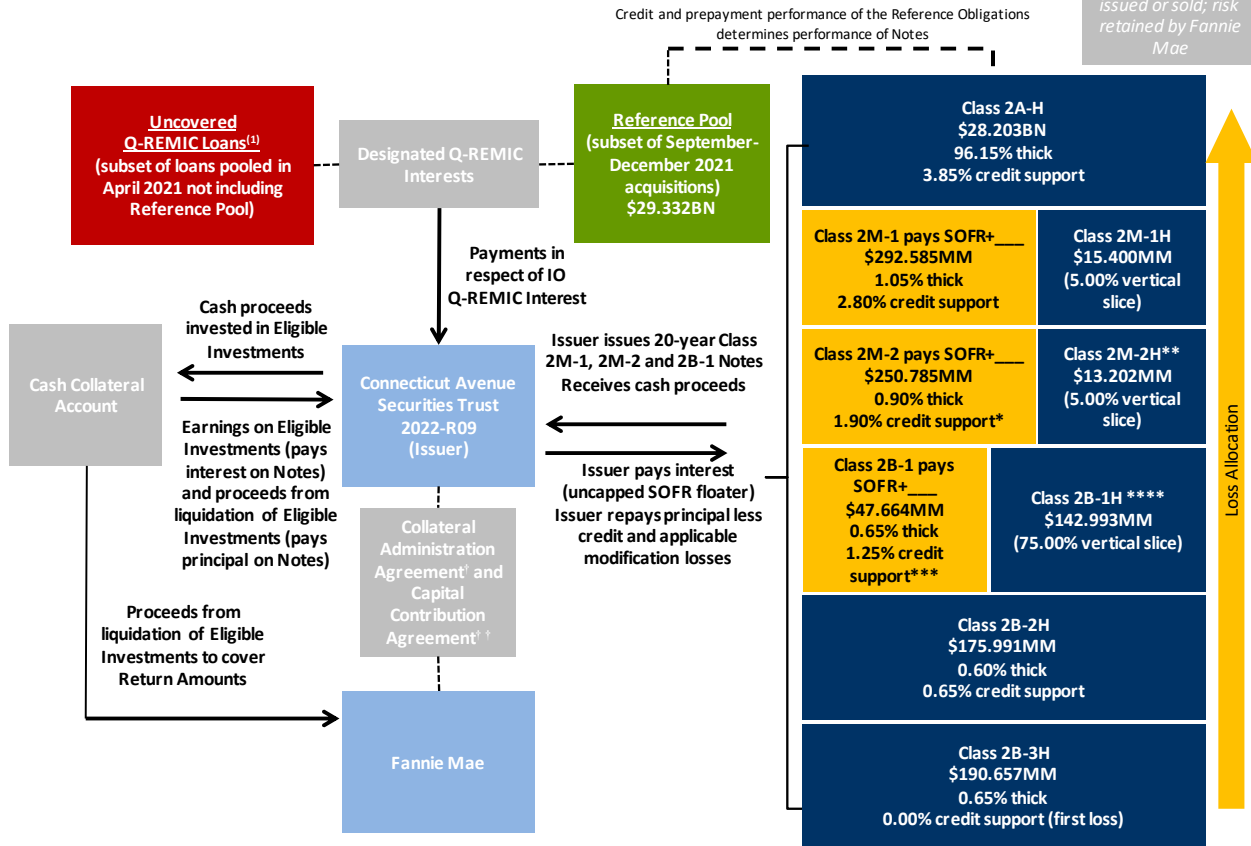 Credit and prepayment performance of the Reference Obligations
determines performance of Notes
issued or sold; risk
retained by Fannie
Mae
Uncovered
Q-REMIC Loans(1)
(subset of loans pooled in
April 2021 not including
Reference Pool)
Designated Q-REMIC
Interests
Reference Pool
(subset of September-
December 2021
acquisitions)
$29.332BN
Class 2A-H
$28.203BN
96.15% thick
3.85% credit support
Class 2M-1 pays SOFR+___
$292.585MM
1.05% thick
2.80% credit support
Class 2M-1H
$15.400MM
(5.00% vertical
slice)
Payments in
respect of IO
Q-REMIC Interest
Cash proceeds
invested in Eligible
Investments
Cash Collateral
Account
Connecticut Avenue
Securities Trust
2022-R09
(Issuer)
Issuer issues 20-year Class
2M-1, 2M-2 and 2B-1 Notes
Receives cash proceeds
Class 2M-2 pays SOFR+___
$250.785MM
0.90% thick
1.90% credit support*
Class 2M-2H**
$13.202MM
(5.00% vertical
slice)
Earnings on Eligible
Investments (pays
interest on Notes)
and proceeds from
liquidation of Eligible
Investments (pays
principal on Notes)
Issuer pays interest
(uncapped SOFR floater)
Issuer repays principal less
credit and applicable
modification losses
Class 2B-1 pays
SOFR+___
$47.664MM
0.65% thick
1.25% credit
support***
Class 2B-1H ****
$142.993MM
(75.00% vertical slice)
Loss Allocation
Collateral
Administration
Agreement† and
Capital
Contribution
Agreement† †
Proceeds from
liquidation of Eligible
Investments to cover
Return Amounts
Class 2B-2H
$175.991MM
0.60% thick
0.65% credit support
Fannie Mae
Class 2B-3H
$190.657MM
0.65% thick
0.00% credit support (first loss)